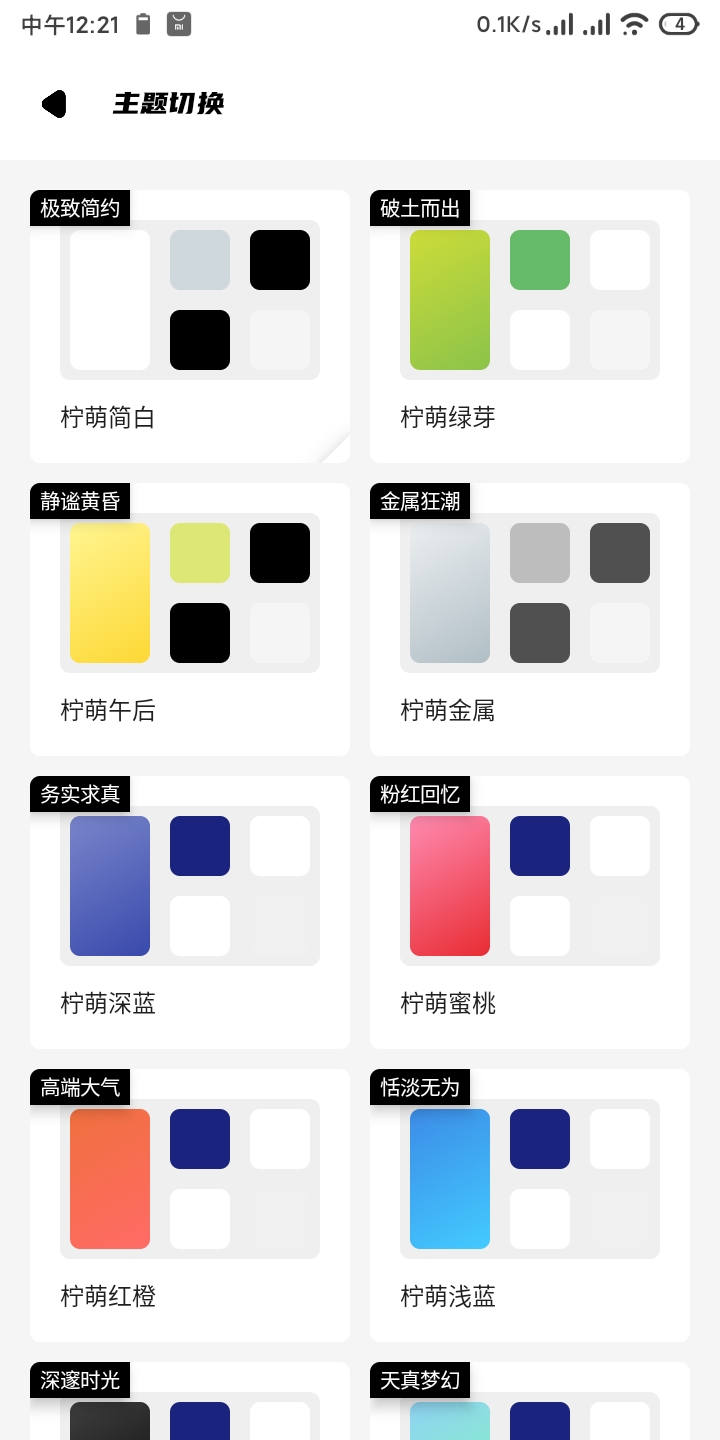 中午12:21
0.1K/s
4
主题切换
极致简约
破土而出
柠萌简白
柠萌绿芽
静谧黄昏
金属狂潮
柠萌午后
柠萌金属
务实求真
粉红回忆
柠萌深蓝
柠萌蜜桃
高端大气
恬淡无为
柠萌红橙
柠萌浅蓝
深邃时光
天真梦幻